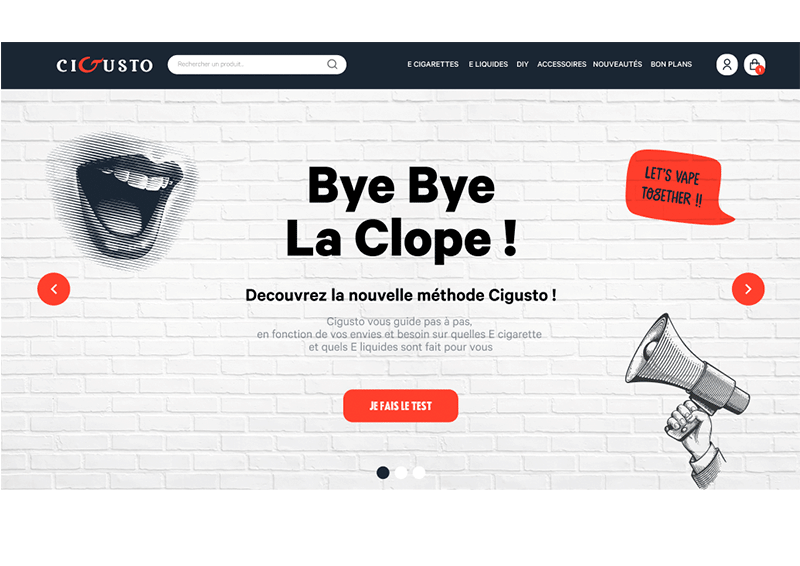 CIGUSTO
Rechercher un produit..
E CIGARETTES E LIQUIDES DIY ACCESSOIRES NOUVEAUTÉS BON PLANS
1
Bye Bye
La Clope !
LET'S VAPE
TOGETHER !!
Decouvrez la nouvelle méthode Cigusto !
Cigusto vous guide pas à pas,
en fonction de vos envies et besoin sur quelles E cigarette
et quels E liquides sont fait pour vous
JE FAIS LE TEST